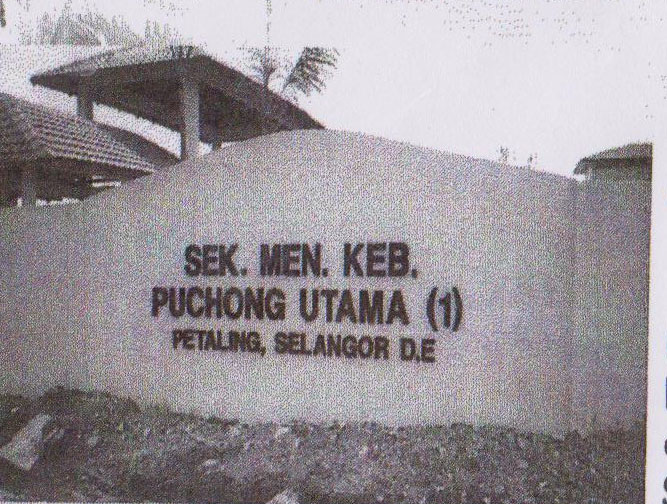 SEK. MEN. KEB.
PUCHONG UTAMA (1)
PETALING, SELANGOR D.E